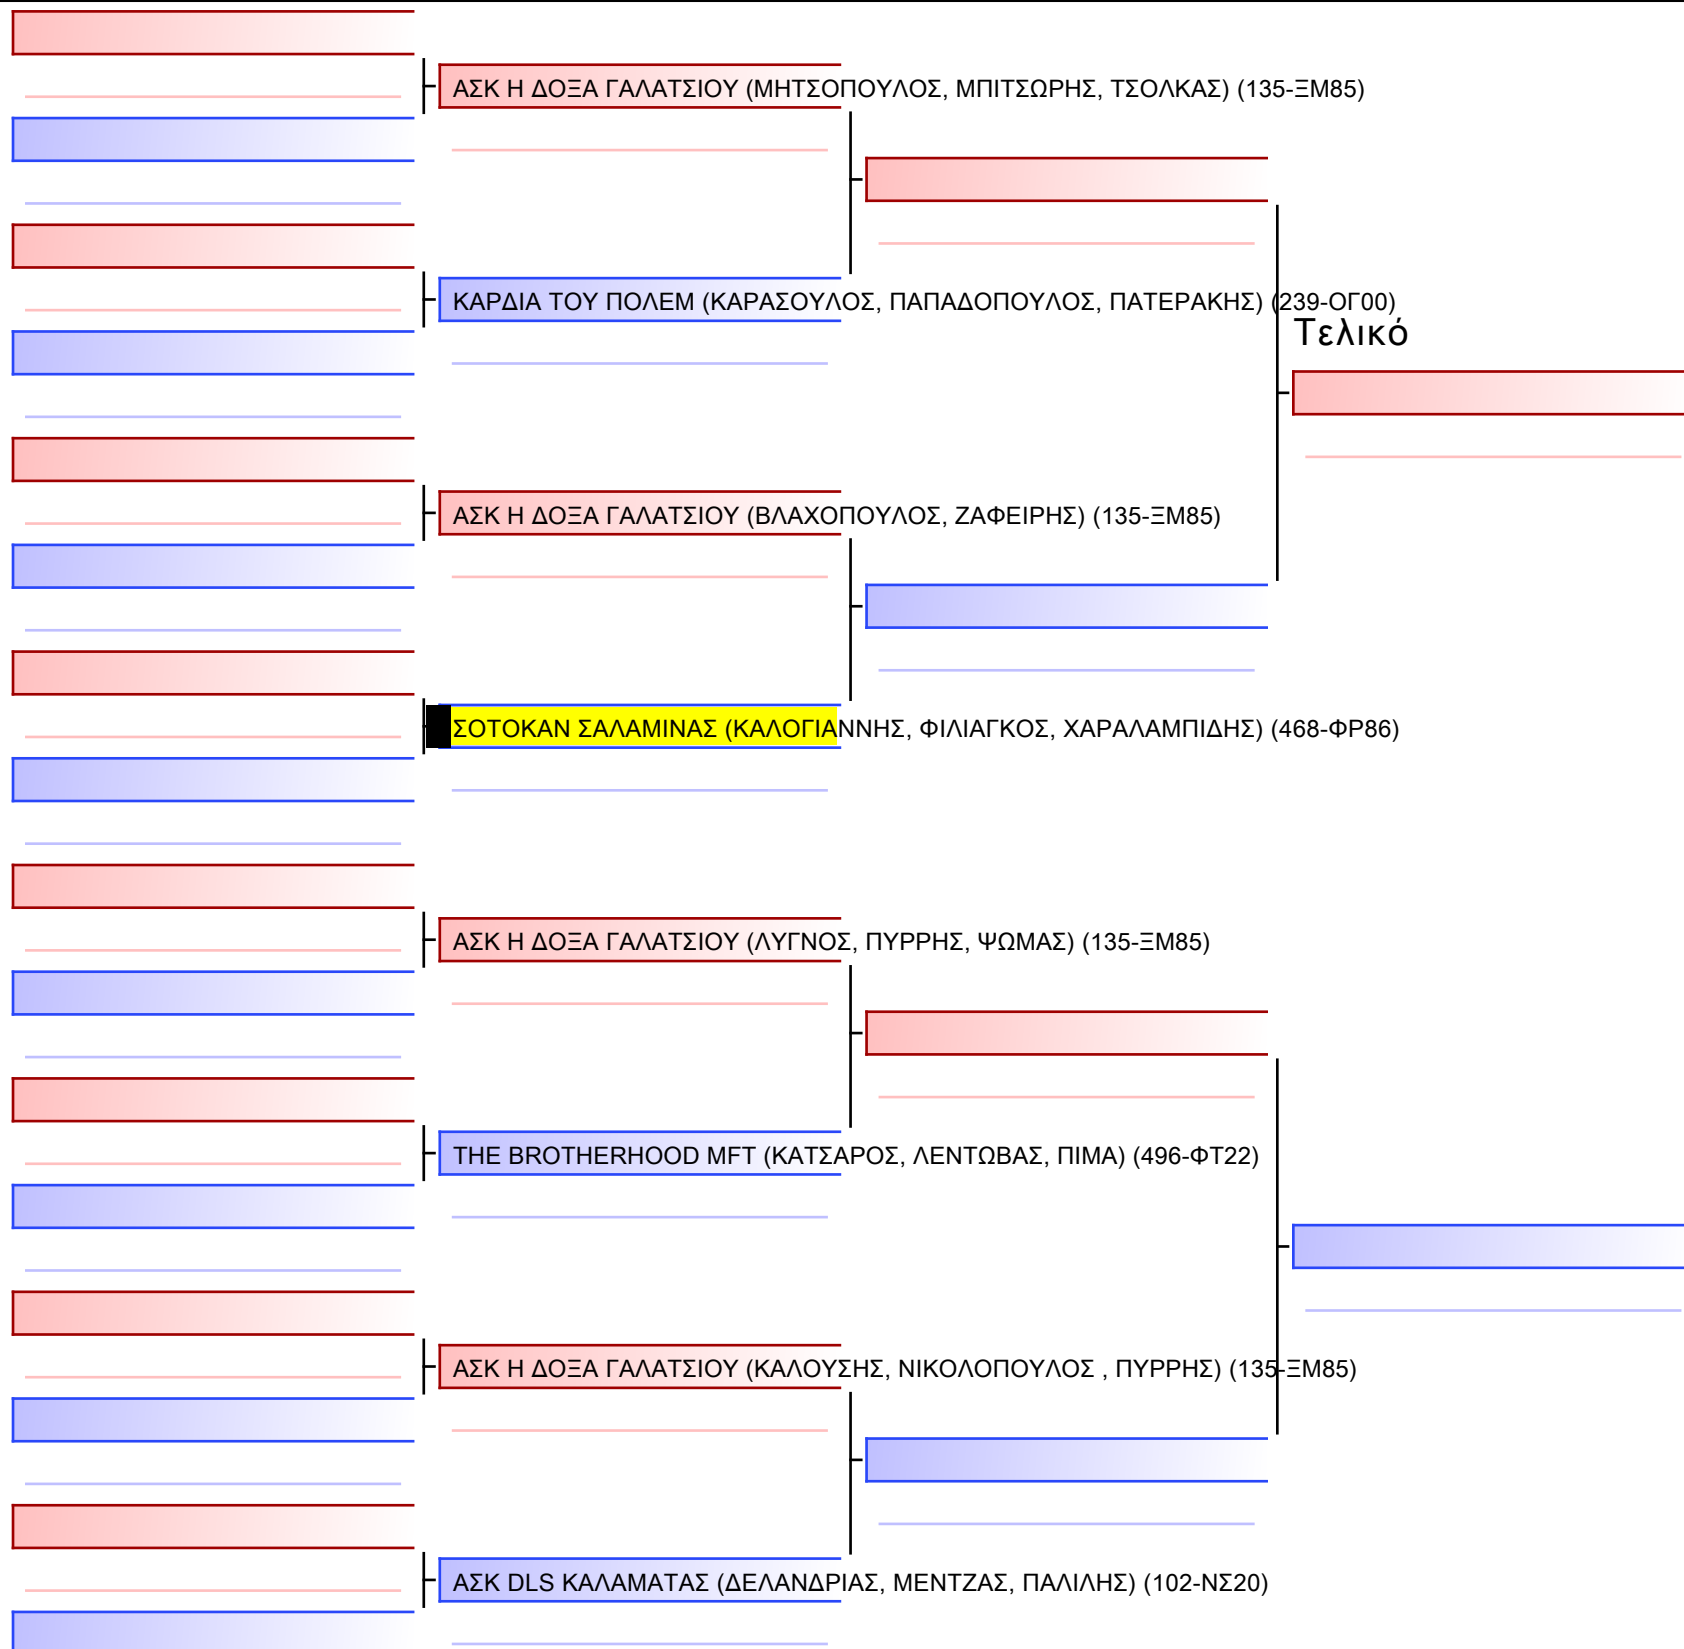 ΑΣΚ Η ΔΟΞΑ ΓΑΛΑΤΣΙΟΥ (ΜΗΤΣΟΠΟΥΛΟΣ, ΜΠΙΤΣΩΡΗΣ, ΤΣΟΛΚΑΣ) (135-ΞΜ85)
ΚΑΡΔΙΑ ΤΟΥ ΠΟΛΕΜ (ΚΑΡΑΣΟΥΛΟΣ, ΠΑΠΑΔΟΠΟΥΛΟΣ, ΠΑΤΕΡΑΚΗΣ) (239-ΟΓ00)
Τελικό
ΑΣΚ Η ΔΟΞΑ ΓΑΛΑΤΣΙΟΥ (ΒΛΑΧΟΠΟΥΛΟΣ, ΖΑΦΕΙΡΗΣ) (135-ΞΜ85)
ΣΟΤΟΚΑΝ ΣΑΛΑΜΙΝΑΣ (ΚΑΛΟΓΙΑΝΝΗΣ, ΦΙΛΙΑΓΚΟΣ, ΧΑΡΑΛΑΜΠΙΔΗΣ) (468-ΦΡ86)
ΑΣΚ Η ΔΟΞΑ ΓΑΛΑΤΣΙΟΥ (ΛΥΓΝΟΣ, ΠΥΡΡΗΣ, ΨΩΜΑΣ) (135-ΞΜ85)
THE BROTHERHOOD MFT (ΚΑΤΣΑΡΟΣ, ΛΕΝΤΩΒΑΣ, ΠΙΜΑ) (496-ΦΤ22)
ΑΣΚ Η ΔΟΞΑ ΓΑΛΑΤΣΙΟΥ (ΚΑΛΟΥΣΗΣ, ΝΙΚΟΛΟΠΟΥΛΟΣ , ΠΥΡΡΗΣ) (135-ΞΜ85)
ΑΣΚ DLS ΚΑΛΑΜΑΤΑΣ (ΔΕΛΑΝΔΡΙΑΣ, ΜΕΝΤΖΑΣ, ΠΑΛΙΛΗΣ) (102-ΝΣ20)